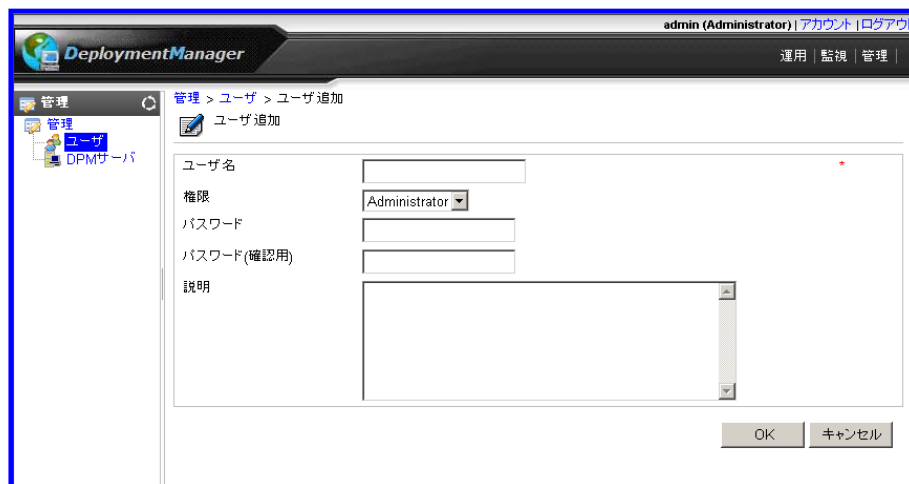 admin (Administrator) | アカウント | ログアウ
DeploymentManager
運用 | 監視 | 管理 |
管理
管理
ユーザ
DPMサーバ
管理 > ユーザ > ユーザ追加
ユーザ追加
ユーザ名 *
権限 Administrator
パスワード
パスワード(確認用)
説明
OK キャンセル